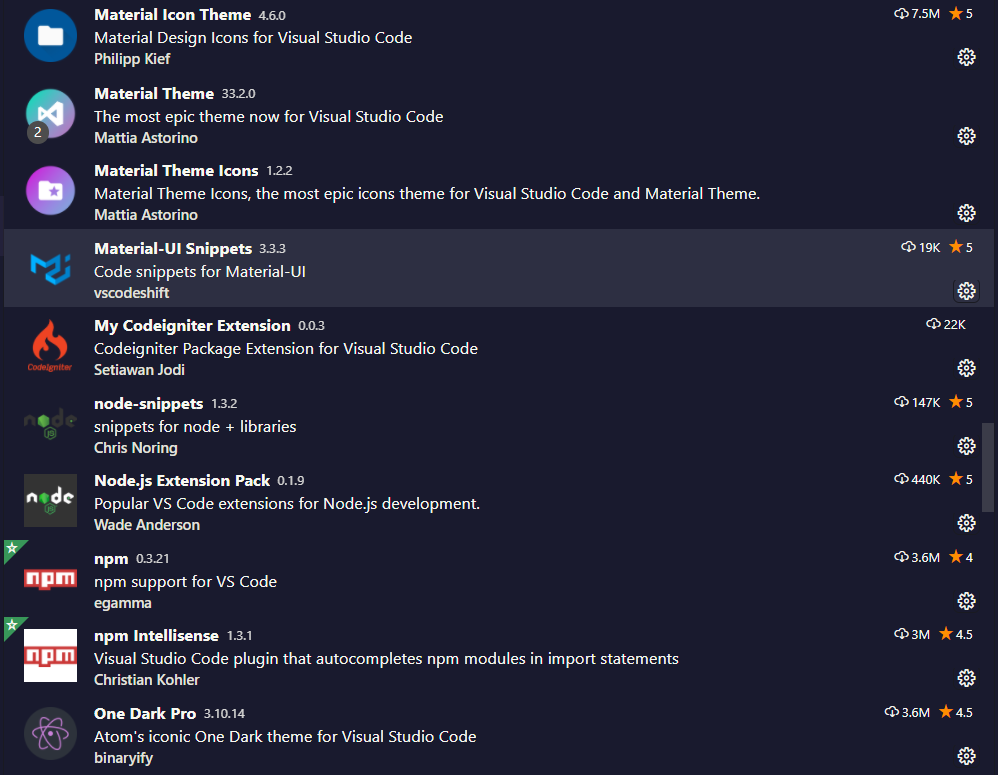 Material Icon Theme 4.6.0 7.5M 5
Material Design Icons for Visual Studio Code
Philipp Kief
Material Theme 33.2.0
The most epic theme now for Visual Studio Code
2
Mattia Astorino
Material Theme Icons 1.2.2
Material Theme Icons, the most epic icons theme for Visual Studio Code and Material Theme.
Mattia Astorino
Material-UI Snippets 3.3.3 19K 5
Code snippets for Material-UI
vscodeshift
My Codeigniter Extension 0.0.3 22K
Codeigniter Package Extension for Visual Studio Code
CodeIgniter
Setiawan Jodi
node-snippets 1.3.2 147K 5
node
JS
snippets for node + libraries
Chris Noring
Node.js Extension Pack 0.1.9 440K 5
node
JS
Popular VS Code extensions for Node.js development.
Wade Anderson
npm 0.3.21 3.6M 4
npm
npm support for VS Code
egamma
npm Intellisense 1.3.1 3M 4.5
npm
Visual Studio Code plugin that autocompletes npm modules in import statements
Christian Kohler
One Dark Pro 3.10.14 3.6M 4.5
Atom's iconic One Dark theme for Visual Studio Code
binaryify